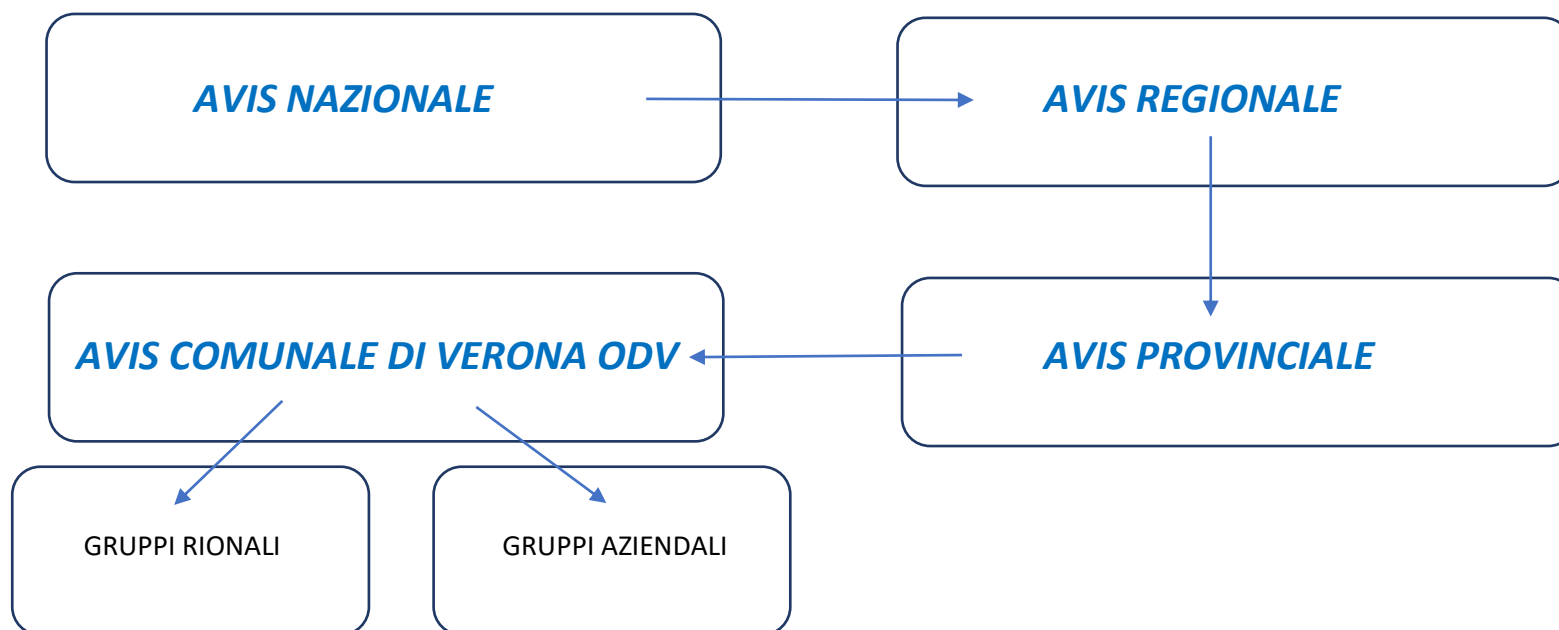 AVIS NAZIONALE
AVIS REGIONALE
AVIS COMUNALE DI VERONA ODV
AVIS PROVINCIALE
GRUPPI RIONALI
GRUPPI AZIENDALI